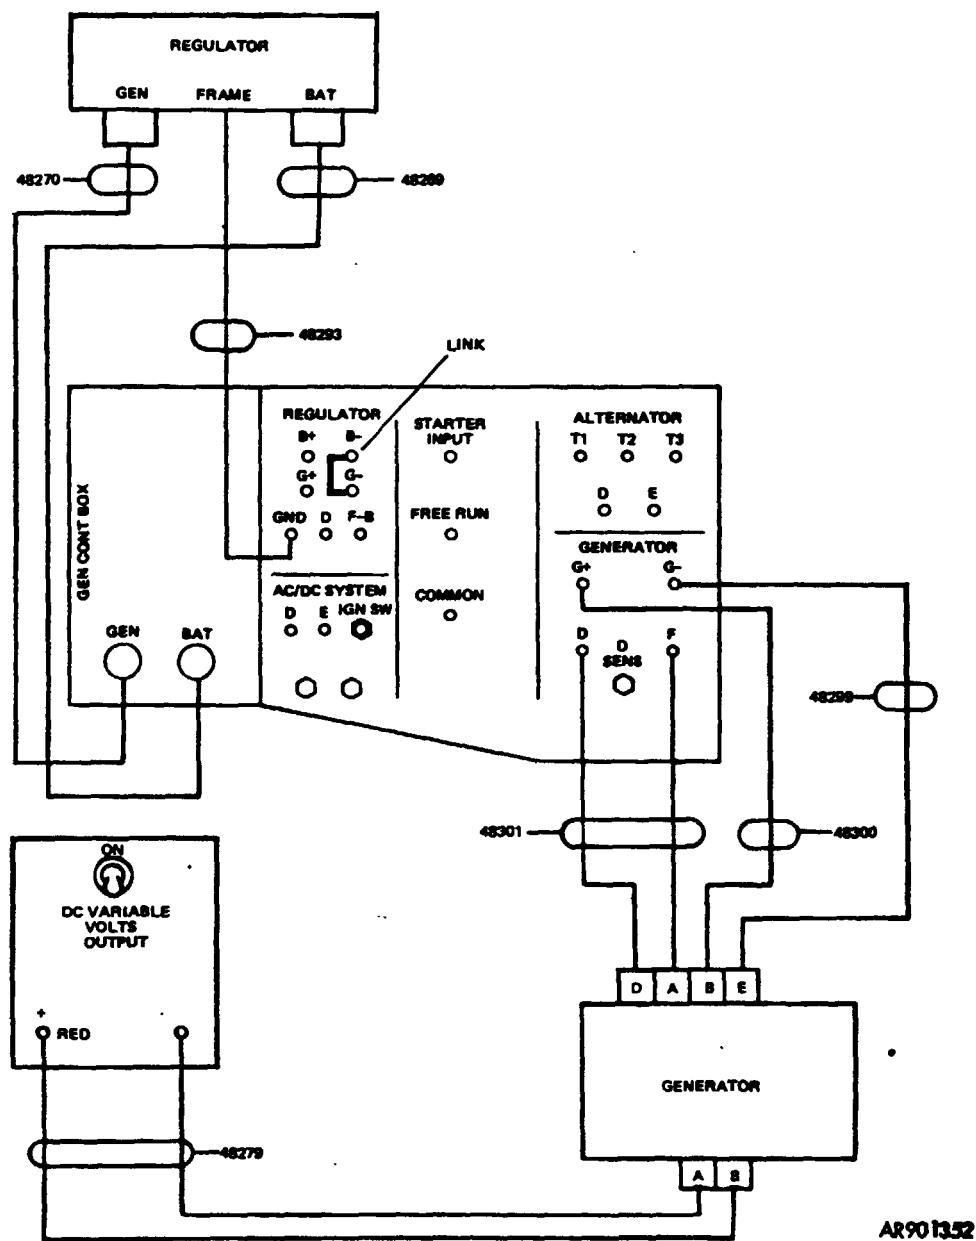 REGULATOR
GEN FRAME BAT
48270
48289
48293
LINK
REGULATOR
B+ B-
G+ G-
GND D F-B
STARTER
INPUT
FREE RUN
COMMON
ALTERNATOR
T1 T2 T3
D E
GENERATOR
G+ G-
D F
D
SENS
AC/DC SYSTEM
D E IGN SW
GEN CONT BOX
GEN BAT
48299
48301
48300
ON
DC VARIABLE
VOLTS
OUTPUT
+
RED
D A B E
GENERATOR
A B
48279
AR901352